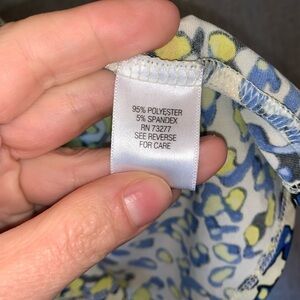 95% POLYESTER
5% SPANDEX
RN 73277
SEE REVERSE
FOR CARE